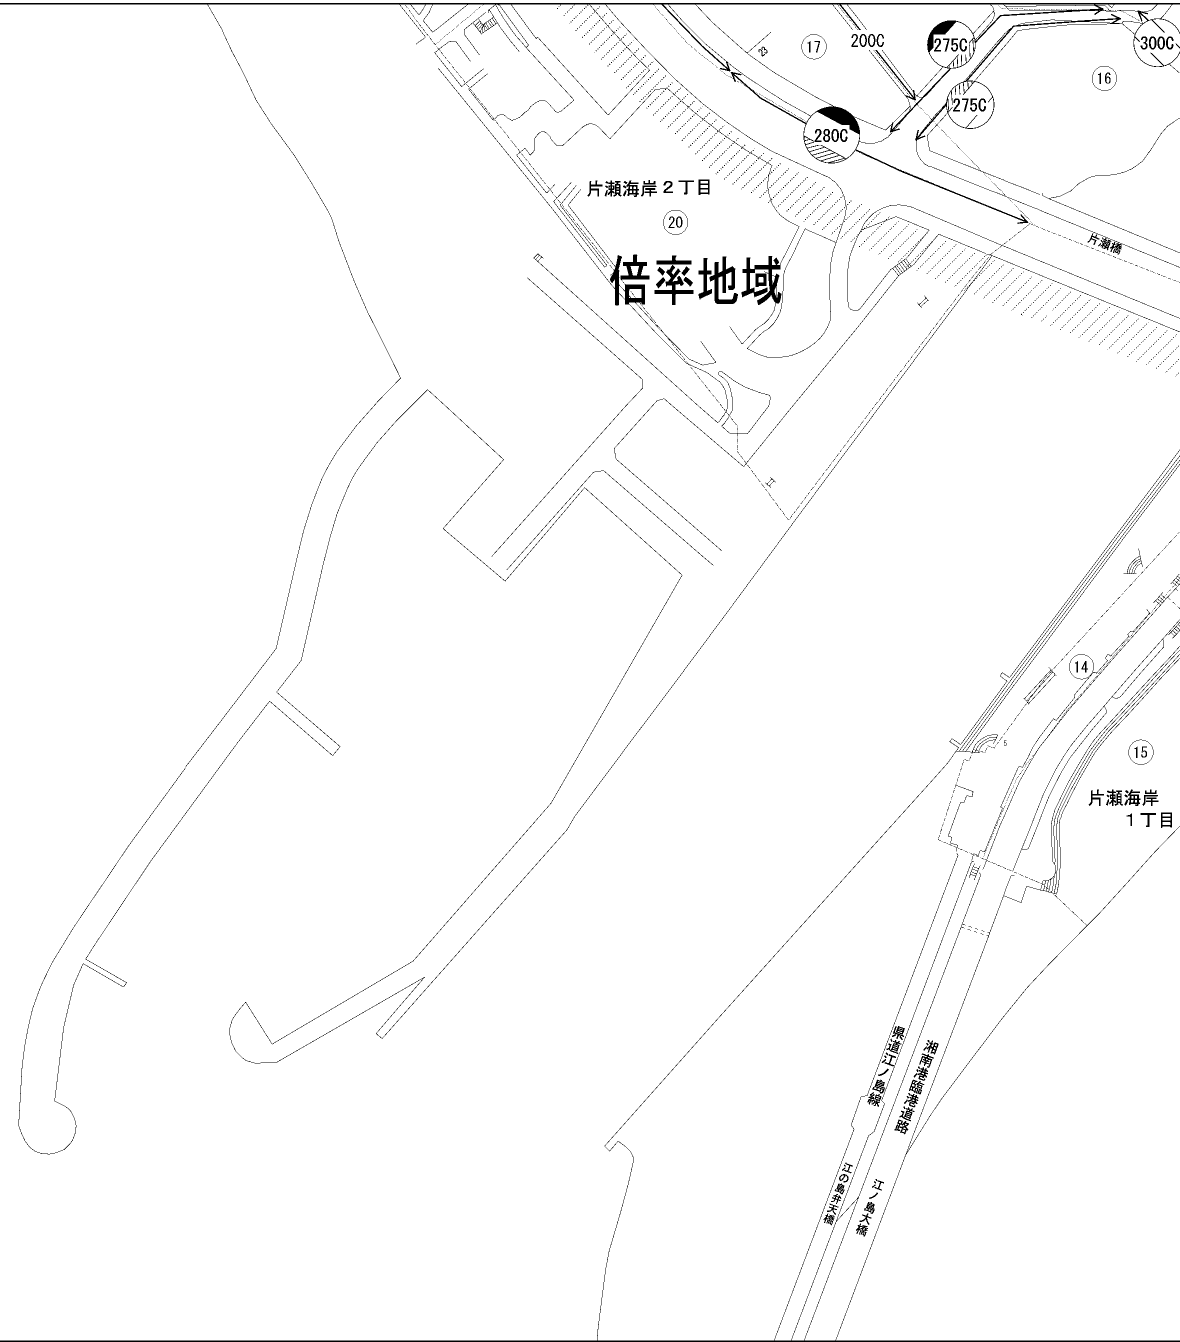 17
200C
275C
300C
23
16
275C
280C
片瀬海岸2丁目
20
片瀬橋
倍率地域
14
5
15
片瀬海岸
1丁目
県道江ノ島線
湘南港臨港道路
江の島弁天橋
江ノ島大橋